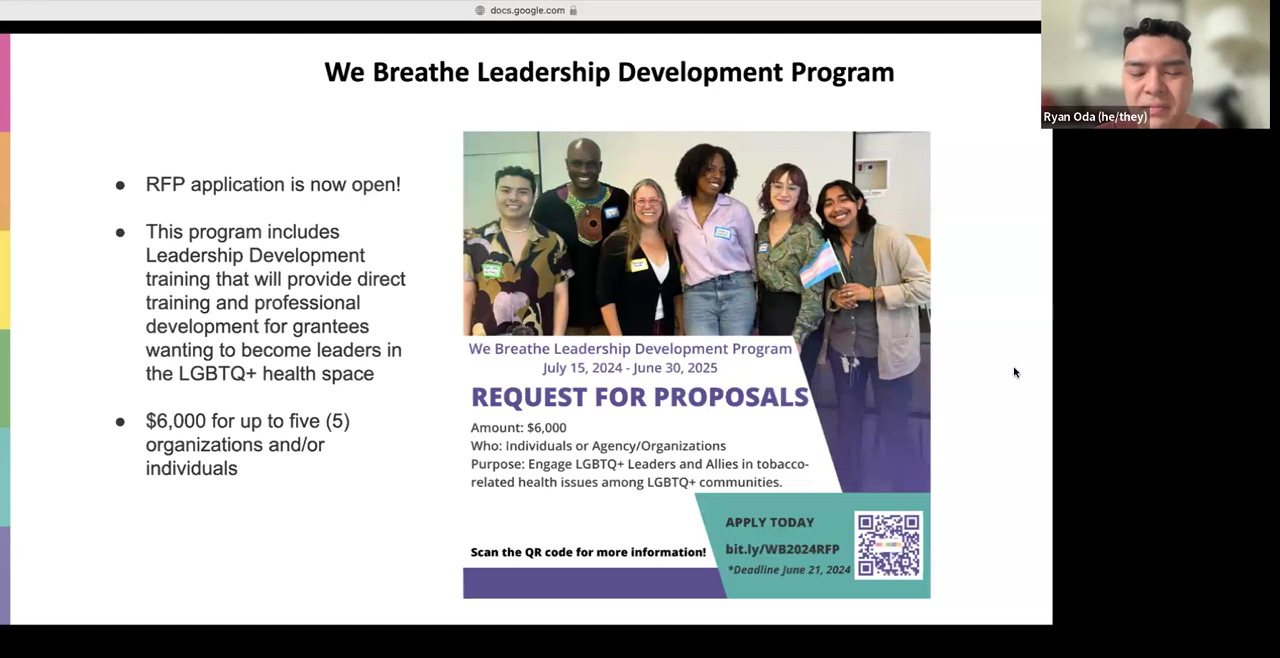 docs.google.com
We Breathe Leadership Development Program
Ryan Oda (he/they)
● RFP application is now open!
● This program includes
Leadership Development
training that will provide direct
training and professional
development for grantees
wanting to become leaders in
the LGBTQ+ health space
● $6,000 for up to five (5)
organizations and/or
individuals
We Breathe Leadership Development Program
July 15, 2024 - June 30, 2025
REQUEST FOR PROPOSALS
Amount: $6,000
Who: Individuals or Agency/Organizations
Purpose: Engage LGBTQ+ Leaders and Allies in tobacco-
related health issues among LGBTQ+ communities.
Scan the QR code for more information!
APPLY TODAY
bit.ly/WB2024RFP
*Deadline June 21, 2024